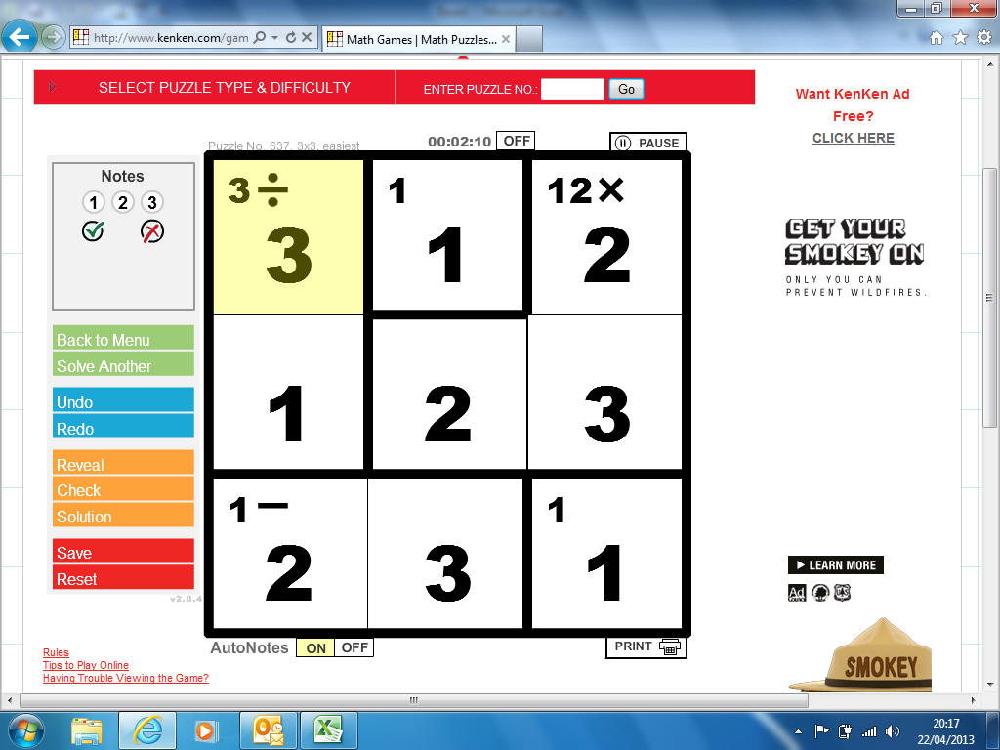 http://www.kenken.com/gam
Math Games | Math Puzzles...
SELECT PUZZLE TYPE & DIFFICULTY
ENTER PUZZLE NO.:
Go
Want KenKen Ad
Free?
CLICK HERE
Puzzle No. 637, 3x3, easiest
00:02:10
OFF
PAUSE
Notes
1 2 3
3÷
1
12×
3
1
2
1
2
3
1−
1
2
3
1
Back to Menu
Solve Another
Undo
Redo
Reveal
Check
Solution
Save
Reset
v2.0.4
GET YOUR
SMOKEY ON
ONLY YOU CAN
PREVENT WILDFIRES.
LEARN MORE
Ad
SMOKEY
AutoNotes ON OFF
PRINT
Rules
Tips to Play Online
Having Trouble Viewing the Game?
20:17
22/04/2013